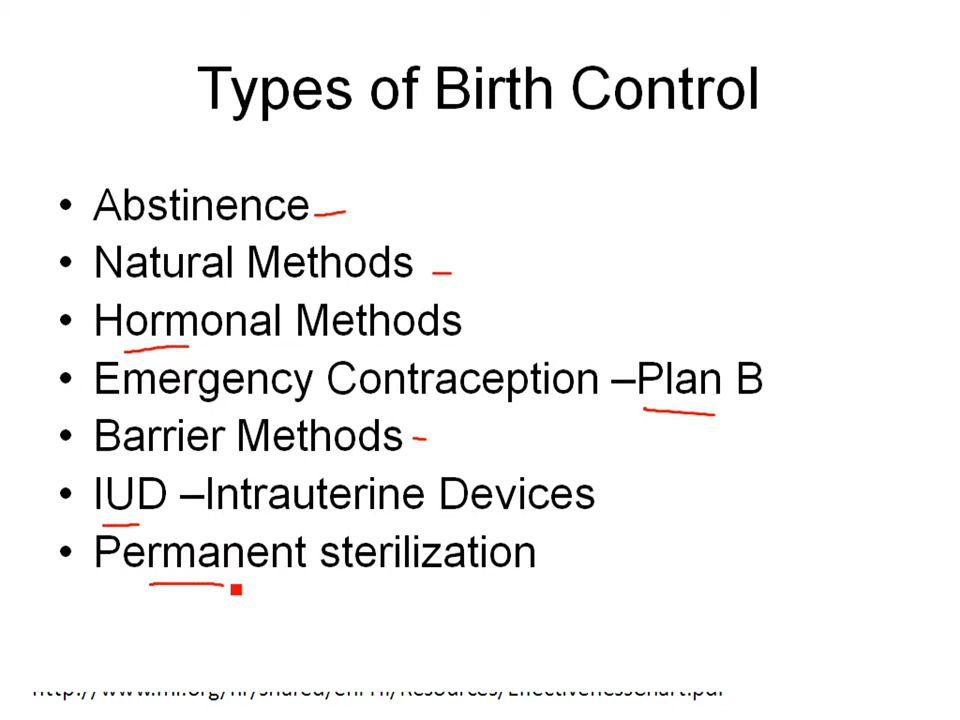 Types of Birth Control
• Abstinence
• Natural Methods
• Hormonal Methods
• Emergency Contraception –Plan B
• Barrier Methods
• IUD –Intrauterine Devices
• Permanent sterilization